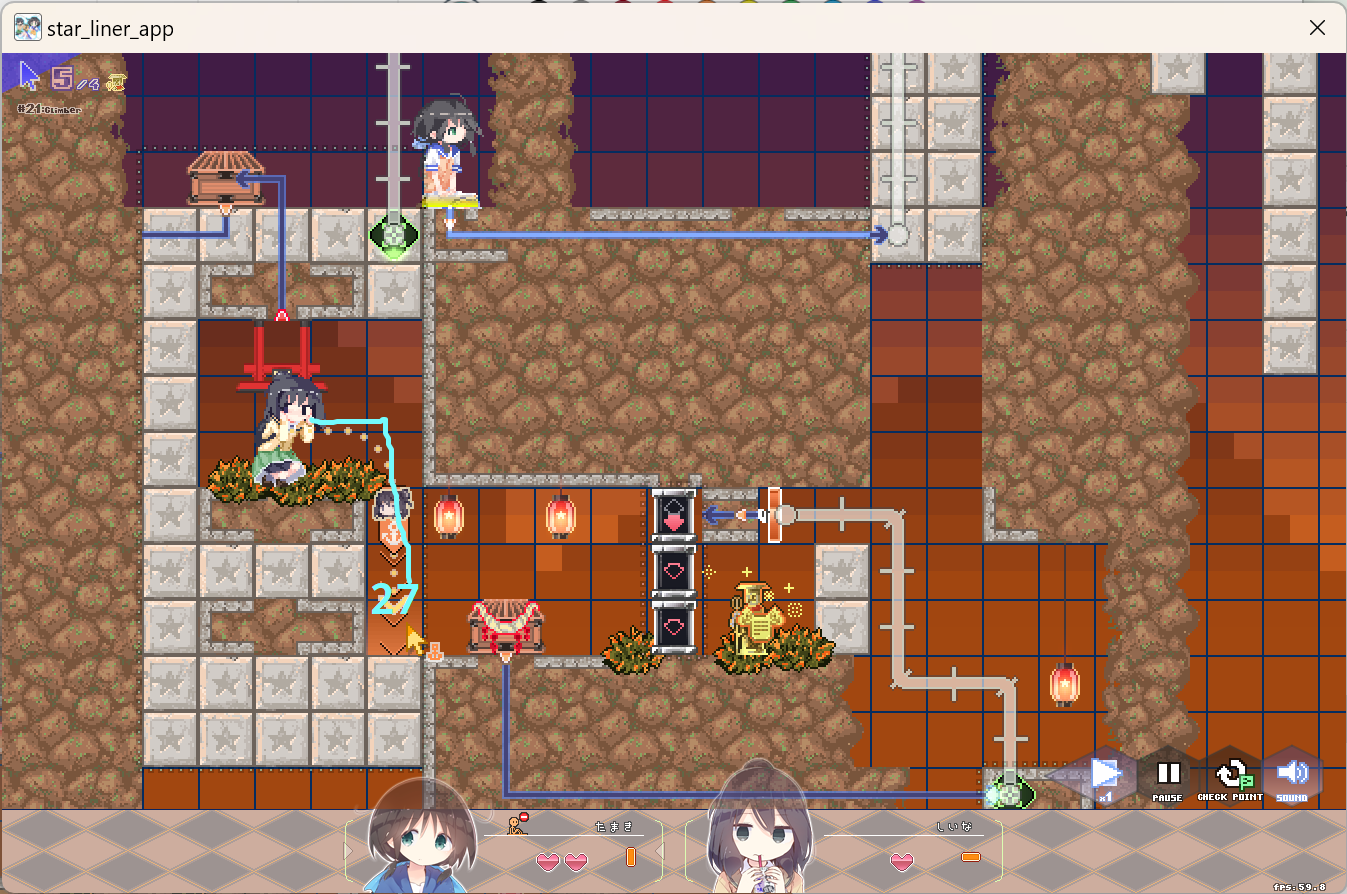 star_liner_app
5/4
#21:Climber
27
x1
PAUSE
CHECK POINT
SOUND
たまき
しいな
fps:59.8